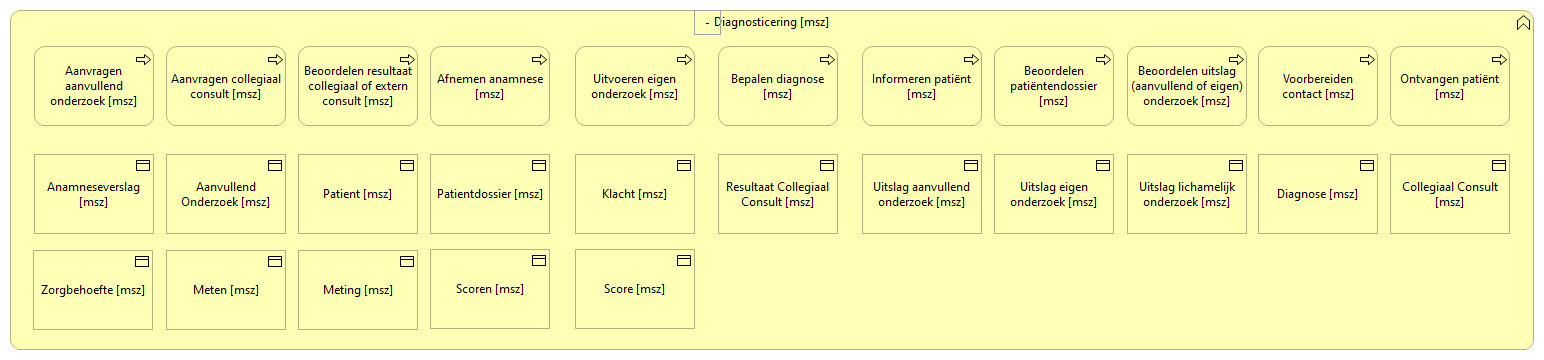 - Diagnosticering [msz]
Aanvragen
aanvullend
onderzoek [msz]
Aanvragen collegiaal
consult [msz]
Beoordelen resultaat
collegiaal of extern
consult [msz]
Afnemen anamnese
[msz]
Uitvoeren eigen
onderzoek [msz]
Bepalen diagnose
[msz]
Informeren patiënt
[msz]
Beoordelen
patiëntendossier
[msz]
Beoordelen uitslag
(aanvullend of eigen)
onderzoek [msz]
Voorbereiden
contact [msz]
Ontvangen patiënt
[msz]
Anamneseverslag
[msz]
Aanvullend
Onderzoek [msz]
Patient [msz]
Patientdossier [msz]
Klacht [msz]
Resultaat Collegiaal
Consult [msz]
Uitslag aanvullend
onderzoek [msz]
Uitslag eigen
onderzoek [msz]
Uitslag lichamelijk
onderzoek [msz]
Diagnose [msz]
Collegiaal Consult
[msz]
Zorgbehoefte [msz]
Meten [msz]
Meting [msz]
Scoren [msz]
Score [msz]